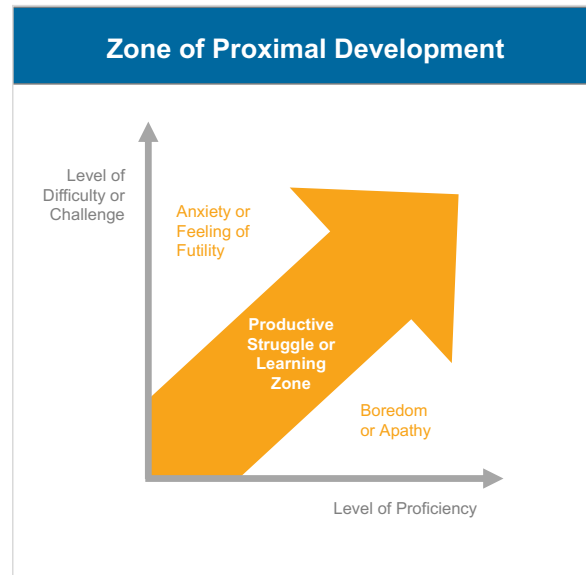 Zone of Proximal Development
Level of
Difficulty or
Challenge
Anxiety or
Feeling of
Futility
Productive
Struggle or
Learning
Zone
Boredom
or Apathy
Level of Proficiency